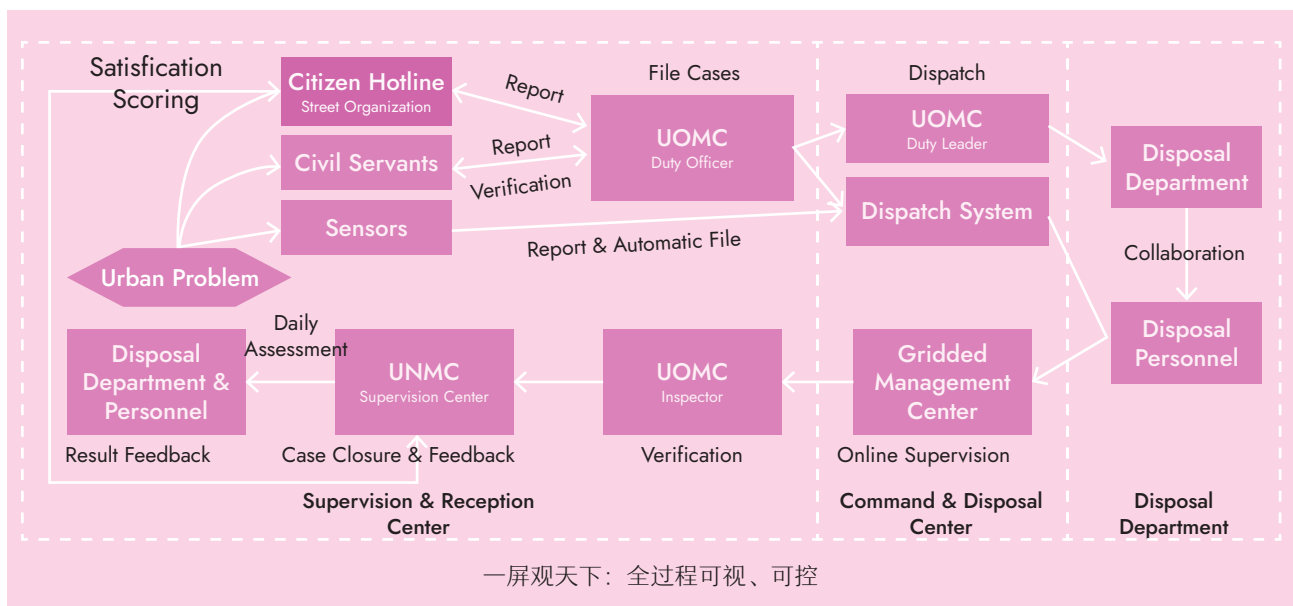 Satisfication
Scoring
Citizen Hotline
Street Organization
Report
File Cases
Dispatch
UOMC
Duty Officer
UOMC
Duty Leader
Civil Servants
Report
Verification
Disposal
Department
Sensors
Report & Automatic File
Dispatch System
Urban Problem
Collaboration
Disposal
Department &
Personnel
Daily
Assessment
UNMC
Supervision Center
UOMC
Inspector
Gridded
Management
Center
Disposal
Personnel
Result Feedback
Case Closure & Feedback
Verification
Online Supervision
Supervision & Reception
Center
Command & Disposal
Center
Disposal
Department
一屏观天下：全过程可视、可控